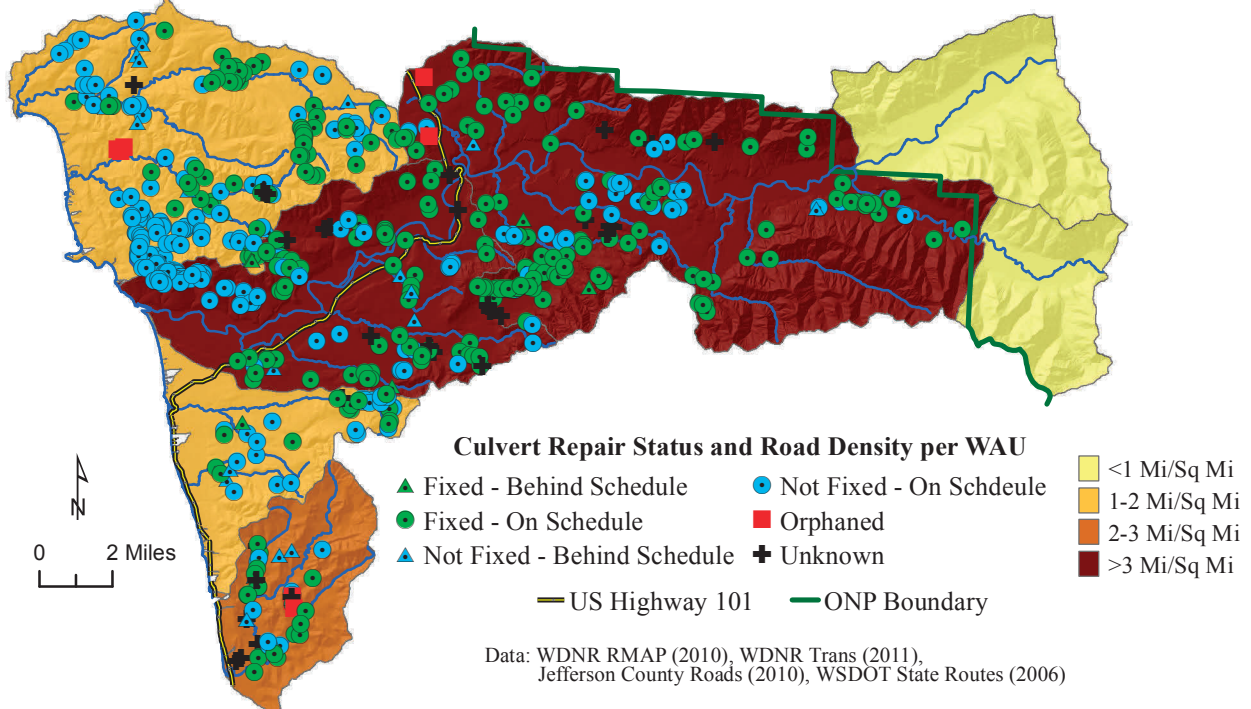 Culvert Repair Status and Road Density per WAU
Fixed - Behind Schedule
Fixed - On Schedule
Not Fixed - Behind Schedule
Not Fixed - On Schdeule
Orphaned
Unknown
US Highway 101
ONP Boundary
<1 Mi/Sq Mi
1-2 Mi/Sq Mi
2-3 Mi/Sq Mi
>3 Mi/Sq Mi
N
0 2 Miles
Data: WDNR RMAP (2010), WDNR Trans (2011),
Jefferson County Roads (2010), WSDOT State Routes (2006)